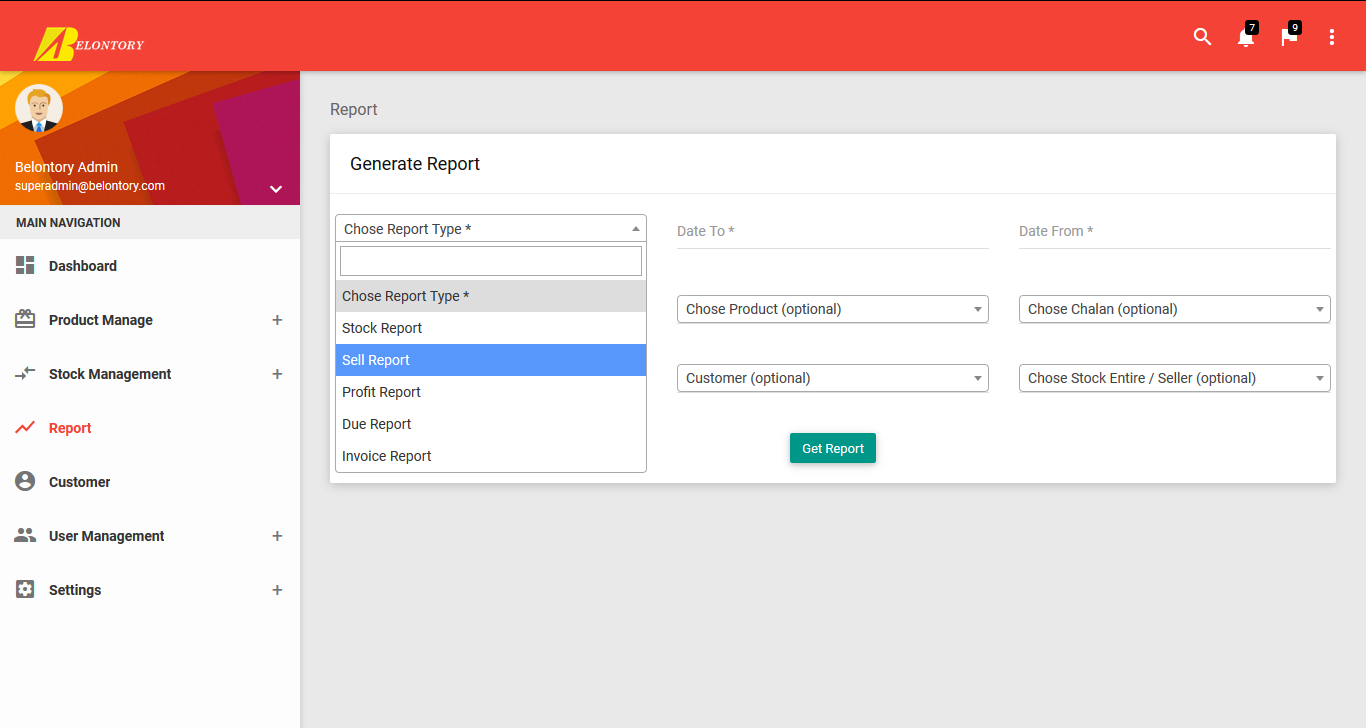 BELONTORY
7
9
Belontory Admin
superadmin@belontory.com
MAIN NAVIGATION
Dashboard
Product Manage +
Stock Management +
Report
Customer
User Management +
Settings +
Report
Generate Report
Chose Report Type *
Date To *
Date From *
Chose Report Type *
Stock Report
Sell Report
Profit Report
Due Report
Invoice Report
Chose Product (optional)
Chose Chalan (optional)
Customer (optional)
Chose Stock Entire / Seller (optional)
Get Report